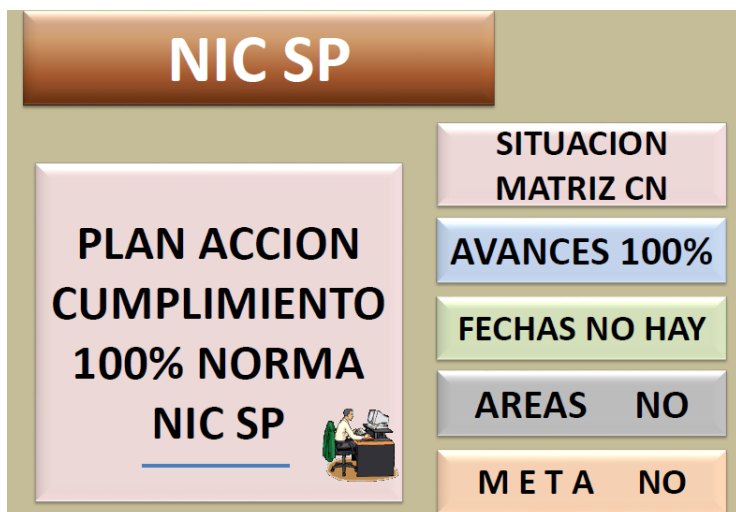 NIC SP
PLAN ACCION
CUMPLIMIENTO
100% NORMA
NIC SP
SITUACION
MATRIZ CN
AVANCES 100%
FECHAS NO HAY
AREAS NO
M E T A NO